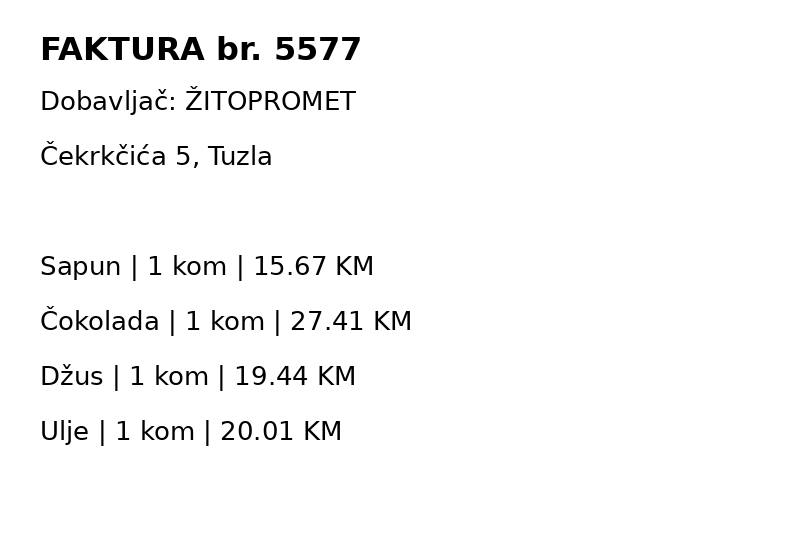 FAKTURA br. 5577
Dobavljač: ŽITOPROMET
Čekrkčića 5, Tuzla
Sapun | 1 kom | 15.67 KM
Čokolada | 1 kom | 27.41 KM
Džus | 1 kom | 19.44 KM
Ulje | 1 kom | 20.01 KM